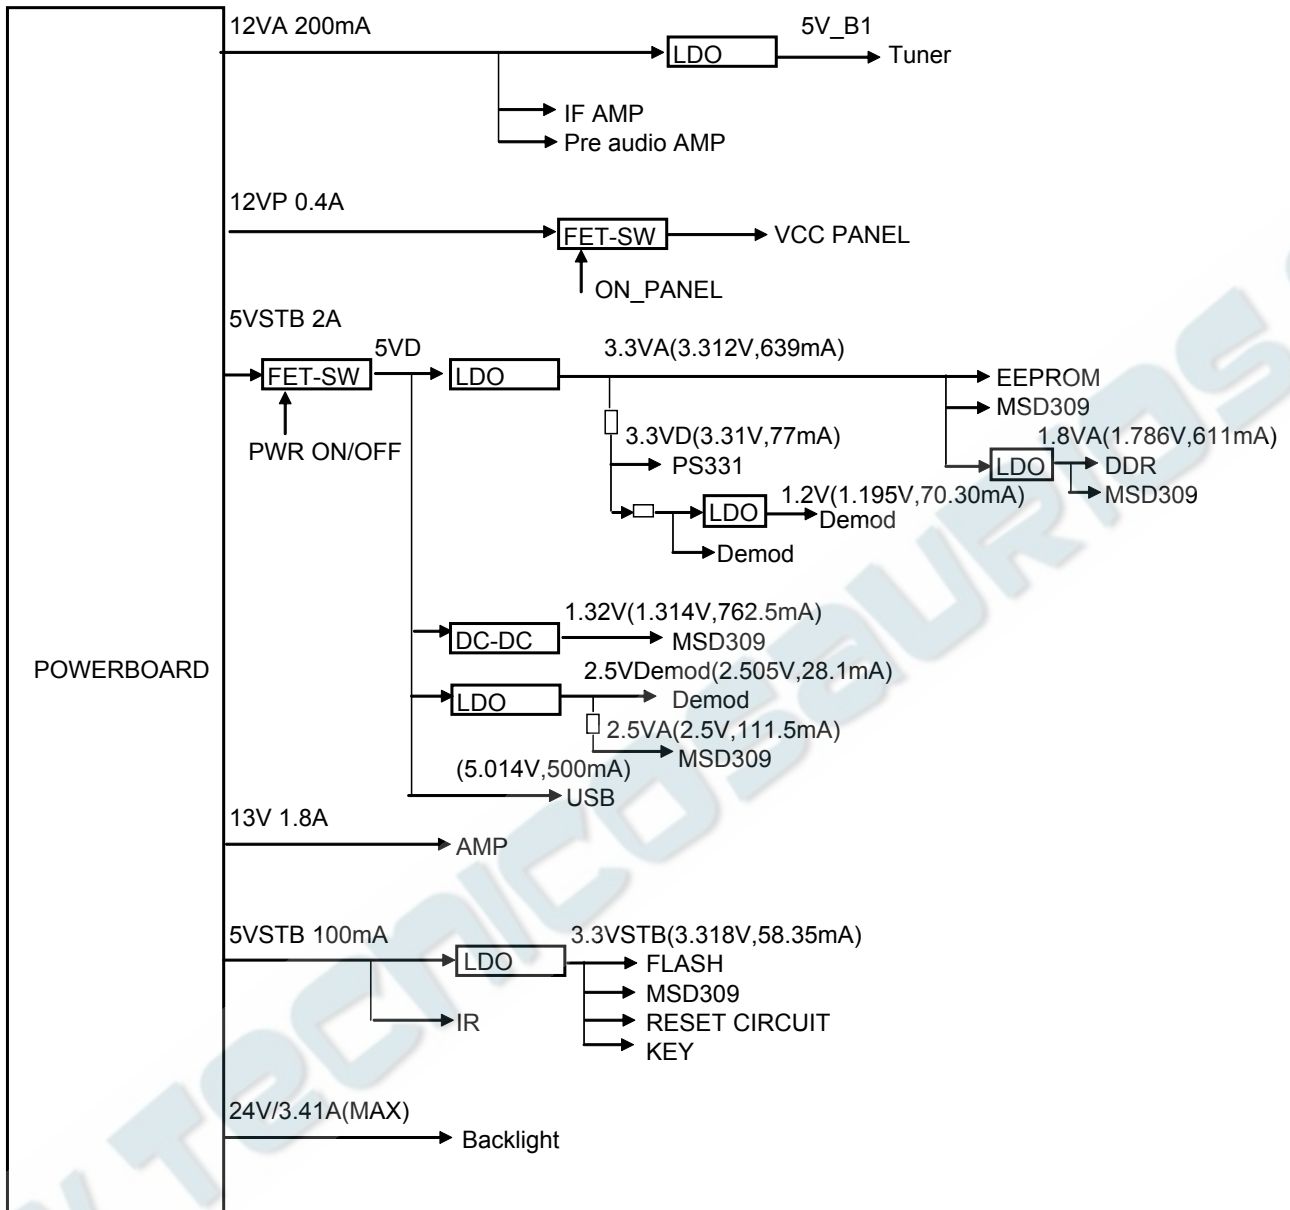 12VA 200mA
5V_B1
LDO
Tuner
IF AMP
Pre audio AMP
12VP 0.4A
FET-SW
VCC PANEL
ON_PANEL
5VSTB 2A
5VD
3.3VA(3.312V,639mA)
FET-SW
LDO
EEPROM
MSD309
PWR ON/OFF
3.3VD(3.31V,77mA)
1.8VA(1.786V,611mA)
PS331
LDO
DDR
MSD309
1.2V(1.195V,70.30mA)
LDO
Demod
Demod
1.32V(1.314V,762.5mA)
DC-DC
MSD309
POWERBOARD
2.5VDemod(2.505V,28.1mA)
LDO
Demod
2.5VA(2.5V,111.5mA)
MSD309
(5.014V,500mA)
USB
13V 1.8A
AMP
5VSTB 100mA
3.3VSTB(3.318V,58.35mA)
LDO
FLASH
MSD309
IR
RESET CIRCUIT
KEY
24V/3.41A(MAX)
Backlight
TECNICOSAURIOS